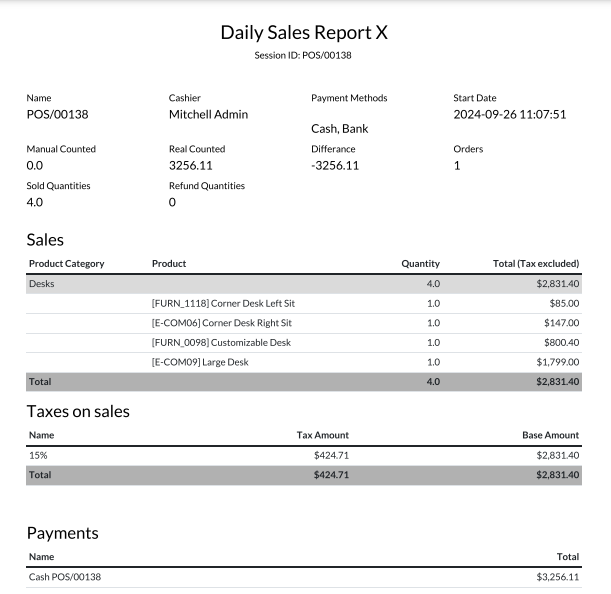 Daily Sales Report X
Session ID: POS/00138
Name Cashier Payment Methods Start Date
POS/00138 Mitchell Admin Cash, Bank 2024-09-26 11:07:51
Manual Counted Real Counted Differance Orders
0.0 3256.11 -3256.11 1
Sold Quantities Refund Quantities
4.0 0
Sales
Product Category Product Quantity Total (Tax excluded)
Desks 4.0 $2,831.40
[FURN_1118] Corner Desk Left Sit 1.0 $85.00
[E-COM06] Corner Desk Right Sit 1.0 $147.00
[FURN_0098] Customizable Desk 1.0 $800.40
[E-COM09] Large Desk 1.0 $1,799.00
Total 4.0 $2,831.40
Taxes on sales
Name Tax Amount Base Amount
15% $424.71 $2,831.40
Total $424.71 $2,831.40
Payments
Name Total
Cash POS/00138 $3,256.11